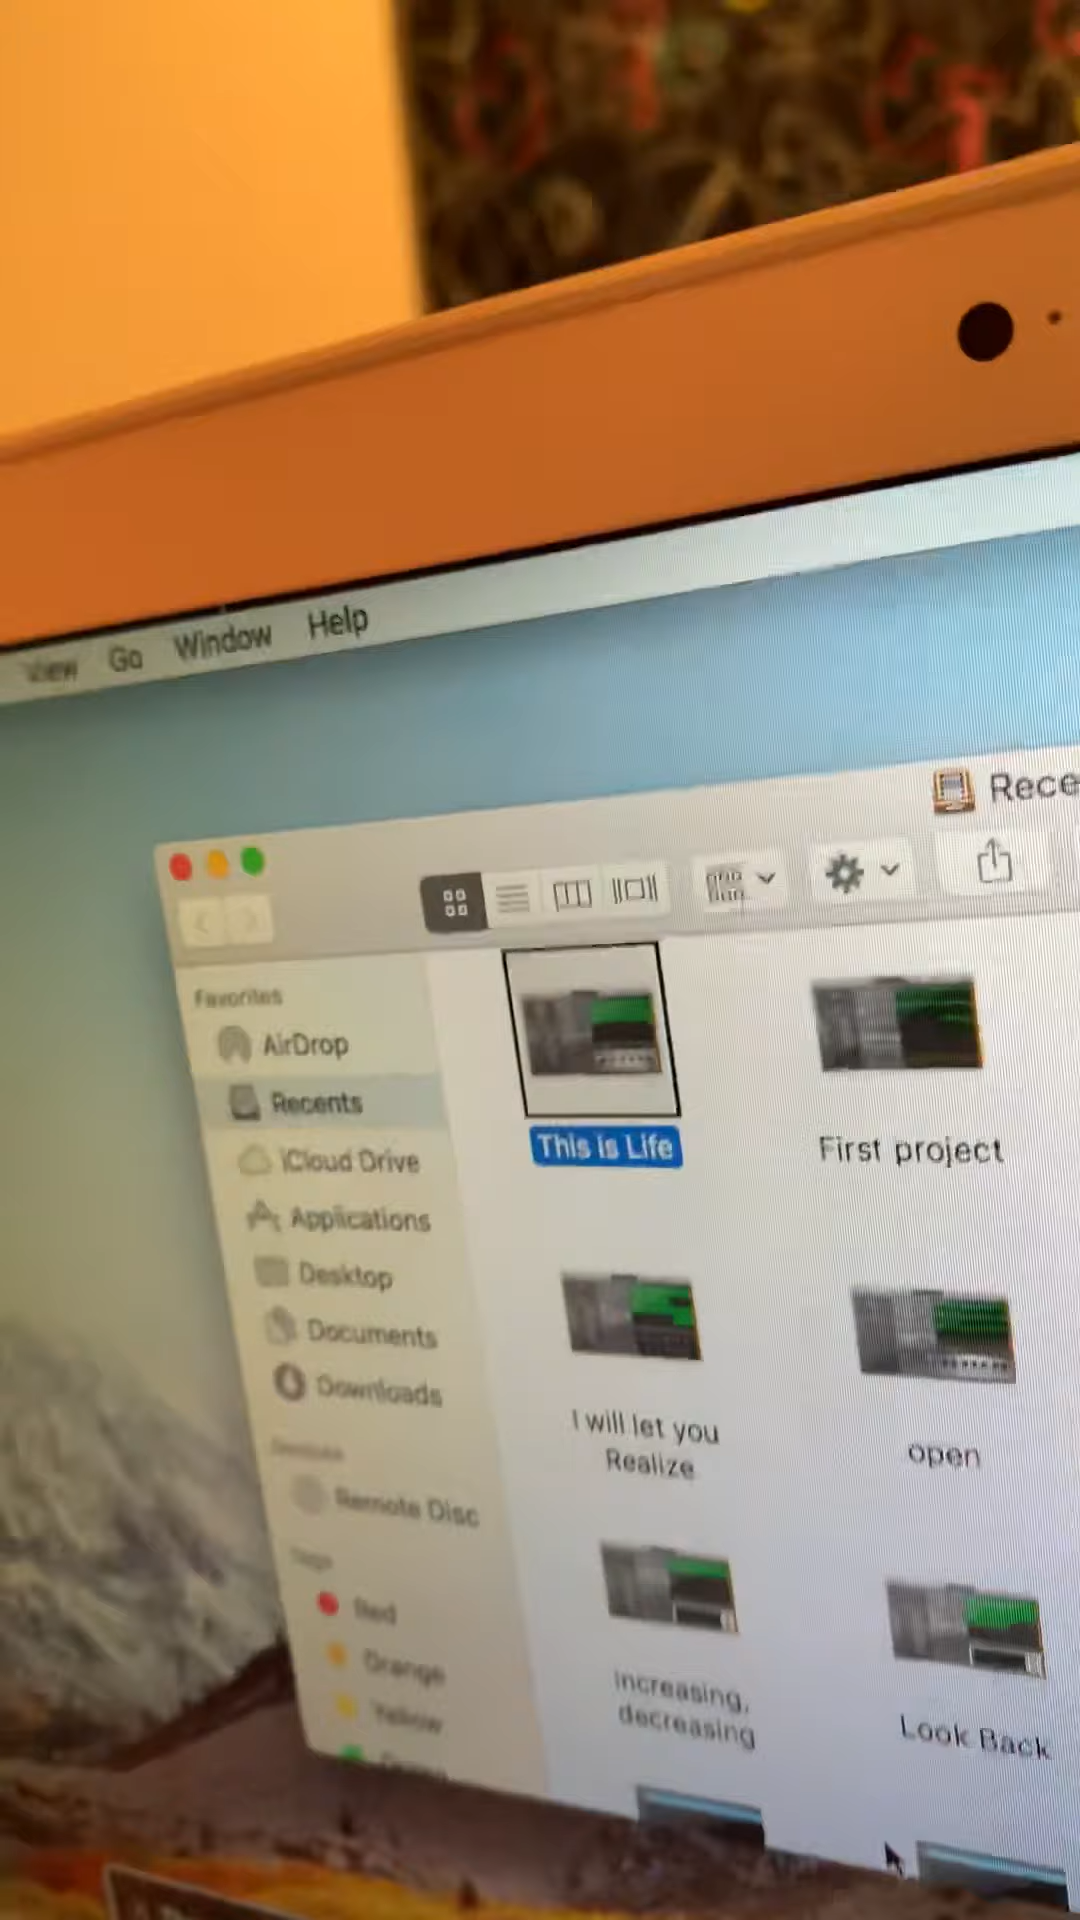 View Go Window Help
Rece
Favorites
AirDrop
Recents
iCloud Drive
Applications
Desktop
Documents
Downloads
Remote Disc
Tags
Red
Orange
Yellow
This is Life
First project
I will let you
Realize
open
Increasing,
decreasing
Look Back